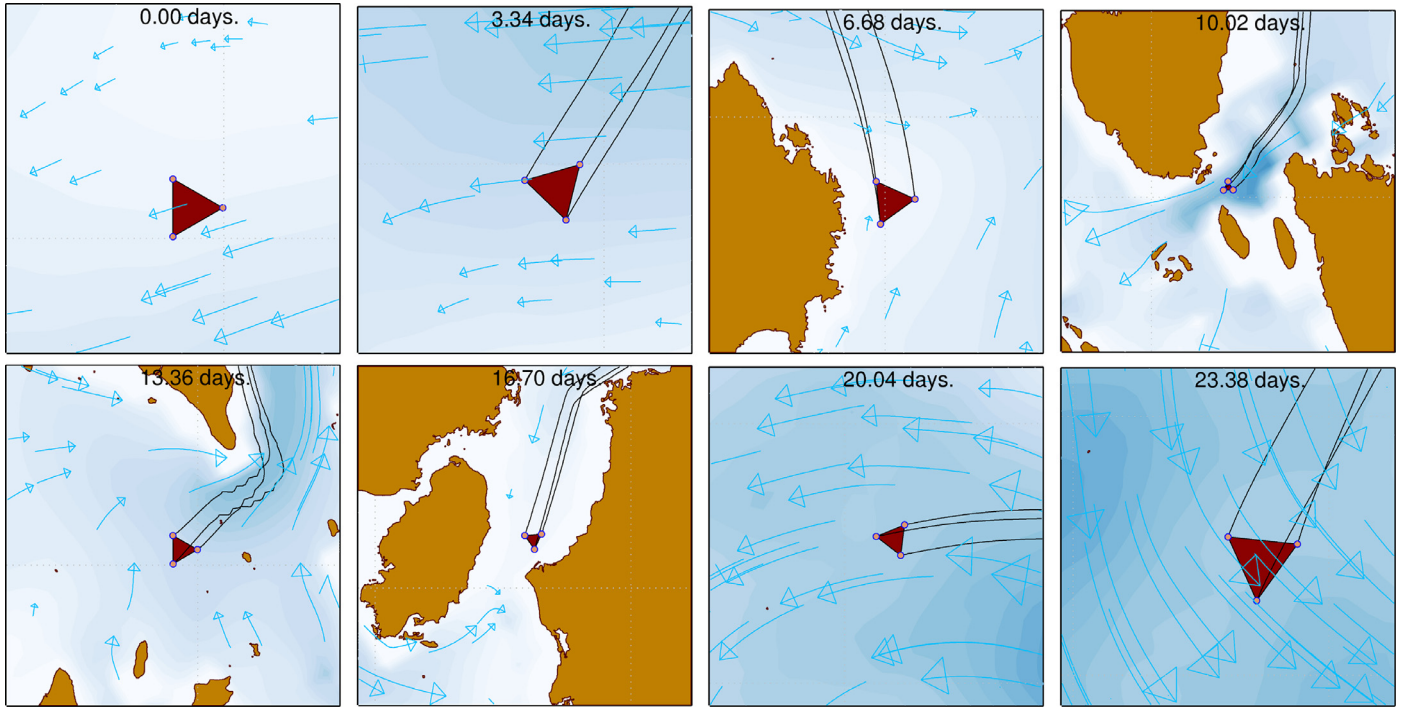 0.00 days.
3.34 days.
6.68 days.
10.02 days.
13.36 days.
16.70 days.
20.04 days.
23.38 days.